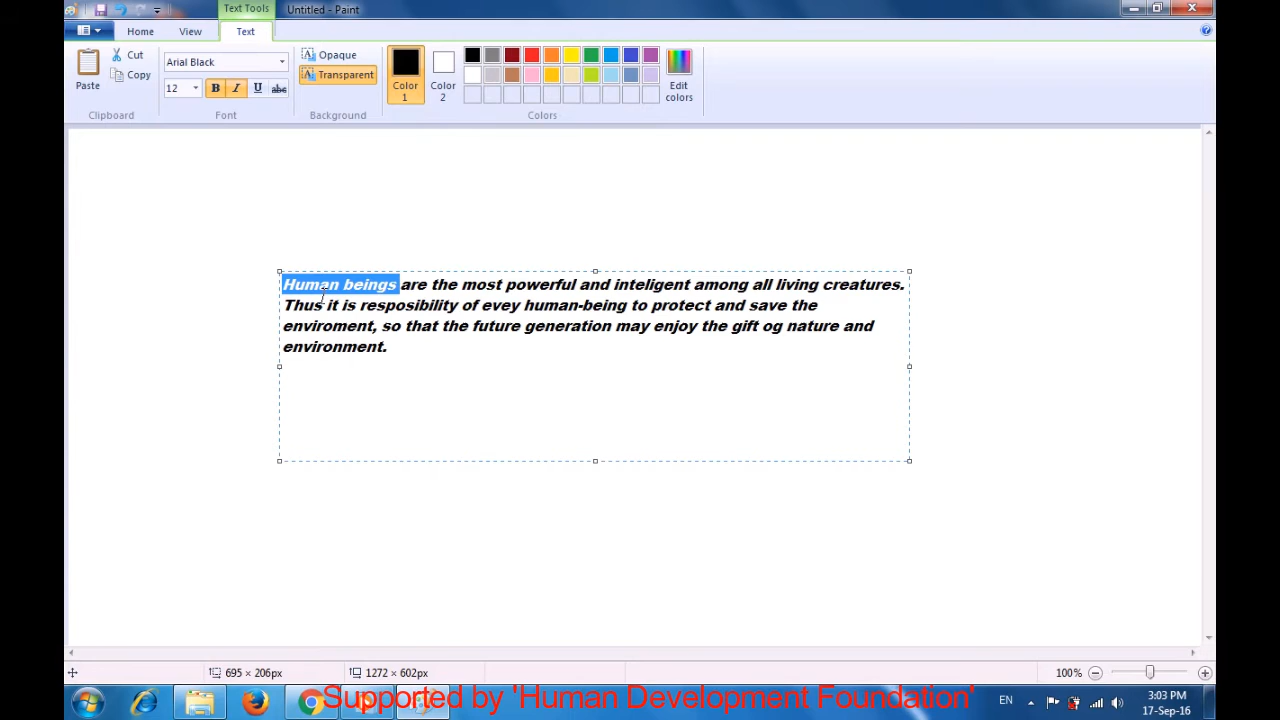 Text Tools
Untitled - Paint
Home View Text
Paste
Cut
Copy
Clipboard
Arial Black
12 B I U abc
Font
Opaque
Transparent
Background
Color 1
Color 2
Edit colors
Colors
Human beings are the most powerful and inteligent among all living creatures.
Thus it is resposibility of evey human-being to protect and save the
enviroment, so that the future generation may enjoy the gift og nature and
environment.
695 × 206px
1272 × 602px
100%
Supported by 'Human Development Foundation'
EN
3:03 PM
17-Sep-16